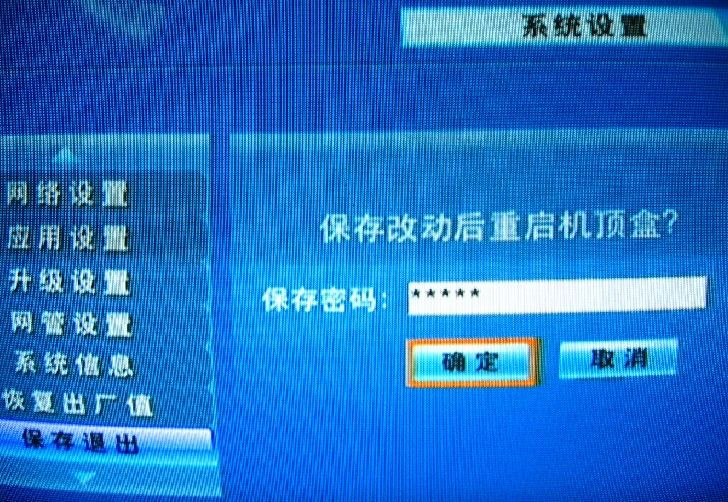 系统设置
网络设置
应用设置
升级设置
网管设置
系统信息
恢复出厂值
保存退出
保存改动后重启机顶盒?
保存密码: *****
确定 取消